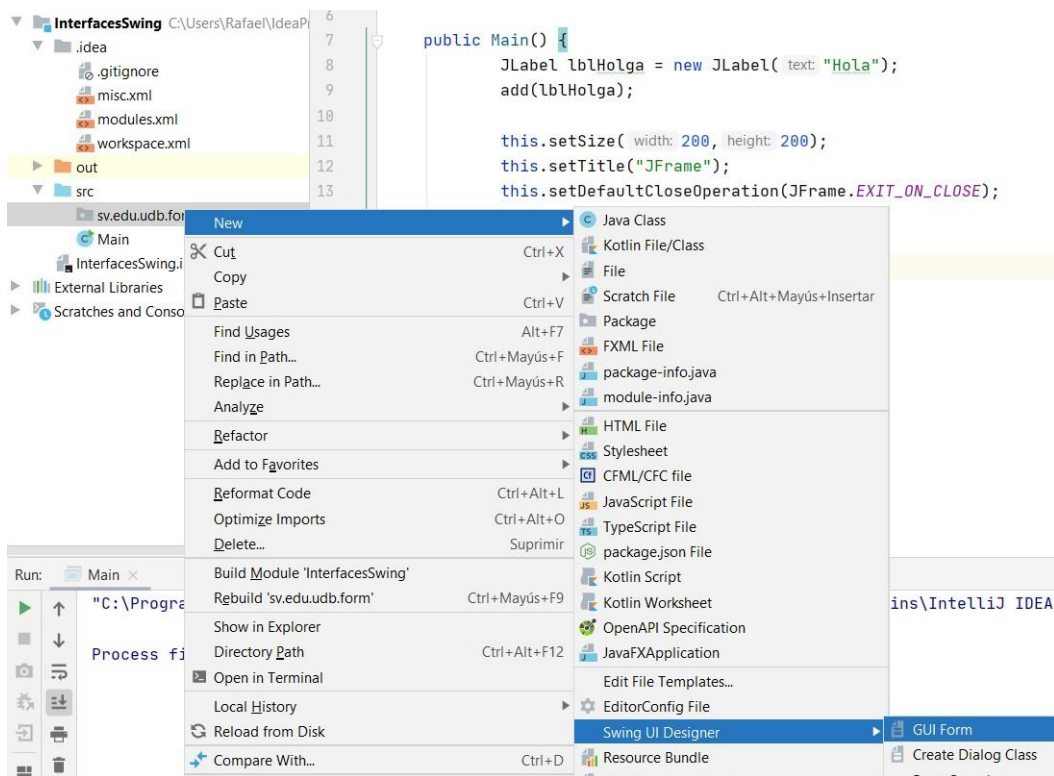 InterfacesSwing C:\Users\Rafael\IdeaPr
.idea
.gitignore
misc.xml
modules.xml
workspace.xml
out
src
sv.edu.udb.for
Main
InterfacesSwing.i
External Libraries
Scratches and Conso
6
7 public Main() {
8 JLabel lblHolga = new JLabel( text: "Hola");
9 add(lblHolga);
10
11 this.setSize( width: 200, height: 200);
12 this.setTitle("JFrame");
13 this.setDefaultCloseOperation(JFrame.EXIT_ON_CLOSE);
New
Cut Ctrl+X
Copy
Paste Ctrl+V
Find Usages Alt+F7
Find in Path... Ctrl+Mayús+F
Replace in Path... Ctrl+Mayús+R
Analyze
Refactor
Add to Favorites
Reformat Code Ctrl+Alt+L
Optimize Imports Ctrl+Alt+O
Delete... Suprimir
Build Module 'InterfacesSwing'
Rebuild 'sv.edu.udb.form' Ctrl+Mayús+F9
Show in Explorer
Directory Path Ctrl+Alt+F12
Open in Terminal
Local History
Reload from Disk
Compare With... Ctrl+D
Java Class
Kotlin File/Class
File
Scratch File Ctrl+Alt+Mayús+Insertar
Package
FXML File
package-info.java
module-info.java
HTML File
Stylesheet
CFML/CFC file
JavaScript File
TypeScript File
package.json File
Kotlin Script
Kotlin Worksheet
OpenAPI Specification
JavaFXApplication
Edit File Templates...
EditorConfig File
Swing UI Designer
Resource Bundle
GUI Form
Create Dialog Class
Run: Main
"C:\Progra
ins\IntelliJ IDEA
Process fi